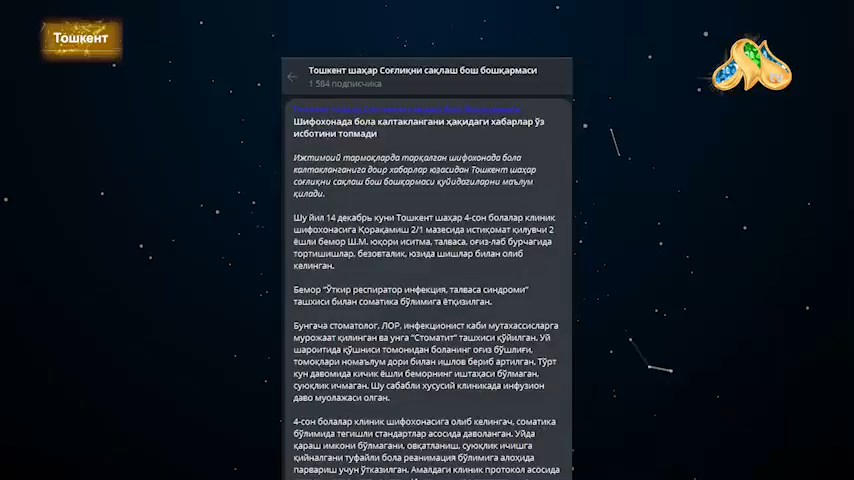 Тошкент
Тошкент шаҳар Соғлиқни сақлаш бош бошқармаси
1 584 подписчика
Шифохонада бола калтаклангани ҳақидаги хабарлар ўз
исботини топмади
Ижтимоий тармоқларда тарқалган шифохонада бола
калтакланганига доир хабарлар юзасидан Тошкент шаҳар
соғлиқни сақлаш бош бошқармаси қуйидагиларни маълум
қилади.
Шу йил 14 декабрь куни Тошкент шаҳар 4-сон болалар клиник
шифохонасига Қорақамиш 2/1 мавзесида истиқомат қилувчи 2
ёшли бемор Ш.М. юқори иситма, талваса, оғиз-лаб бурчагида
тортишишлар, безовталик, юзида шишлар билан олиб
келинган.
Бемор “Ўткир респиратор инфекция, талваса синдроми”
ташхиси билан соматика бўлимига ётқизилган.
Бунгача стоматолог, ЛОР, инфекционист каби мутахассисларга
мурожаат қилинган ва унга “Стоматит” ташхиси қўйилган. Уй
шароитида қўшниси томонидан боланинг оғиз бўшлиғи,
томоқлари номаълум дори билан ишлов бериб артилган. Тўрт
кун давомида кичик ёшли беморнинг иштаҳаси бўлмаган,
суюқлик ичмаган. Шу сабабли хусусий клиникада инфузион
даво муолажаси олган.
4-сон болалар клиник шифохонасига олиб келингач, соматика
бўлимида тегишли стандартлар асосида даволанган. Уйда
қараш имкони бўлмагани, овқатланиш, суюқлик ичишга
қийналгани туфайли бола реанимация бўлимига алоҳида
парвариш учун ўтказилган. Амалдаги клиник протокол асосида